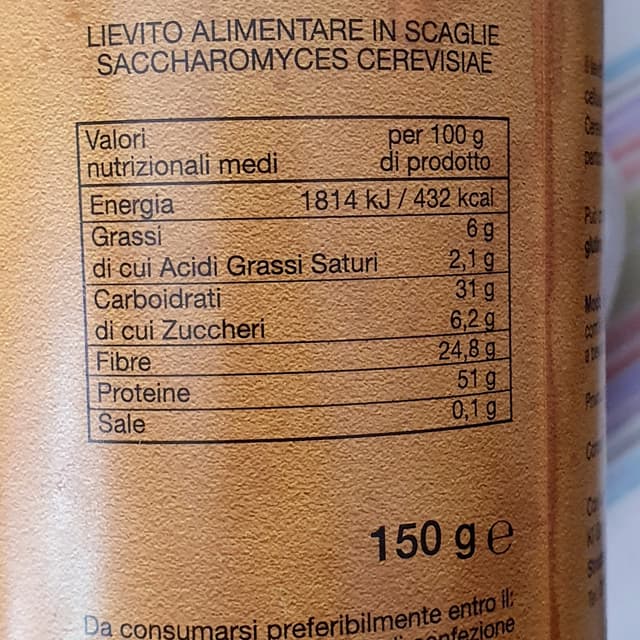 LIEVITO ALIMENTARE IN SCAGLIE
SACCHAROMYCES CEREVISIAE
Valori nutrizionali medi per 100 g di prodotto
Energia 1814 kJ / 432 kcal
Grassi 6 g
di cui Acidi Grassi Saturi 2,1 g
Carboidrati 31 g
di cui Zuccheri 6,2 g
Fibre 24,8 g
Proteine 51 g
Sale 0,1 g
150 g e
Da consumarsi preferibilmente entro il: